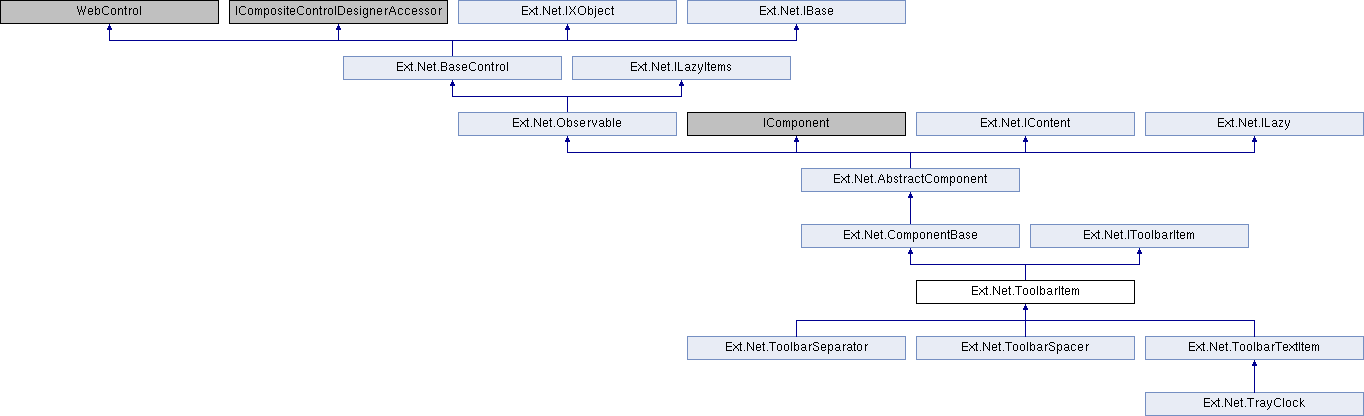 WebControl
ICompositeControlDesignerAccessor
Ext.Net.IXObject
Ext.Net.IBase
Ext.Net.BaseControl
Ext.Net.ILazyItems
Ext.Net.Observable
IComponent
Ext.Net.IContent
Ext.Net.ILazy
Ext.Net.AbstractComponent
Ext.Net.ComponentBase
Ext.Net.IToolbarItem
Ext.Net.ToolbarItem
Ext.Net.ToolbarSeparator
Ext.Net.ToolbarSpacer
Ext.Net.ToolbarTextItem
Ext.Net.TrayClock